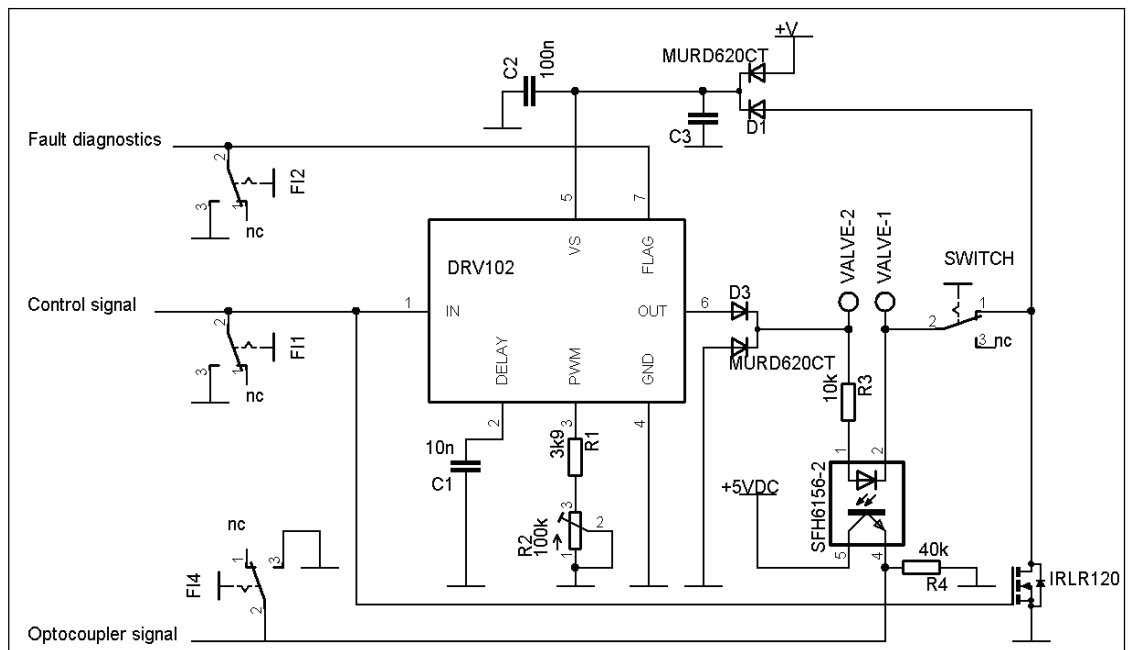 +V
MURD620CT
C2
100n
C3
D1
Fault diagnostics
2
FI2
3
1
nc
5
7
VS
FLAG
DRV102
VALVE-2
VALVE-1
SWITCH
Control signal
1
IN
OUT
6
D3
2
1
3
nc
2
FI1
3
1
nc
DELAY
PWM
GND
MURD620CT
2
3
4
10k
R3
10n
C1
3k9
R1
+5VDC
1
2
SFH6156-2
3
2
R2
100k
1
5
4
40k
R4
nc
1
3
FI4
2
IRLR120
Optocoupler signal